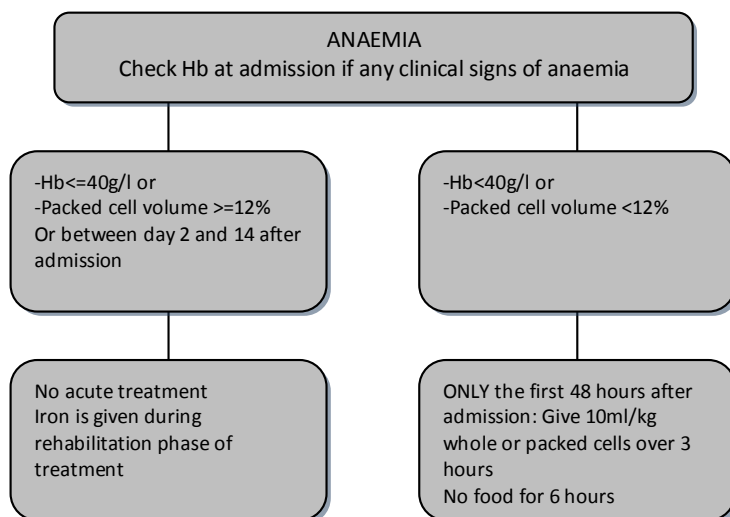 ANAEMIA
Check Hb at admission if any clinical signs of anaemia
-Hb<=40g/l or
-Packed cell volume >=12%
Or between day 2 and 14 after
admission
-Hb<40g/l or
-Packed cell volume <12%
No acute treatment
Iron is given during
rehabilitation phase of
treatment
ONLY the first 48 hours after
admission: Give 10ml/kg
whole or packed cells over 3
hours
No food for 6 hours